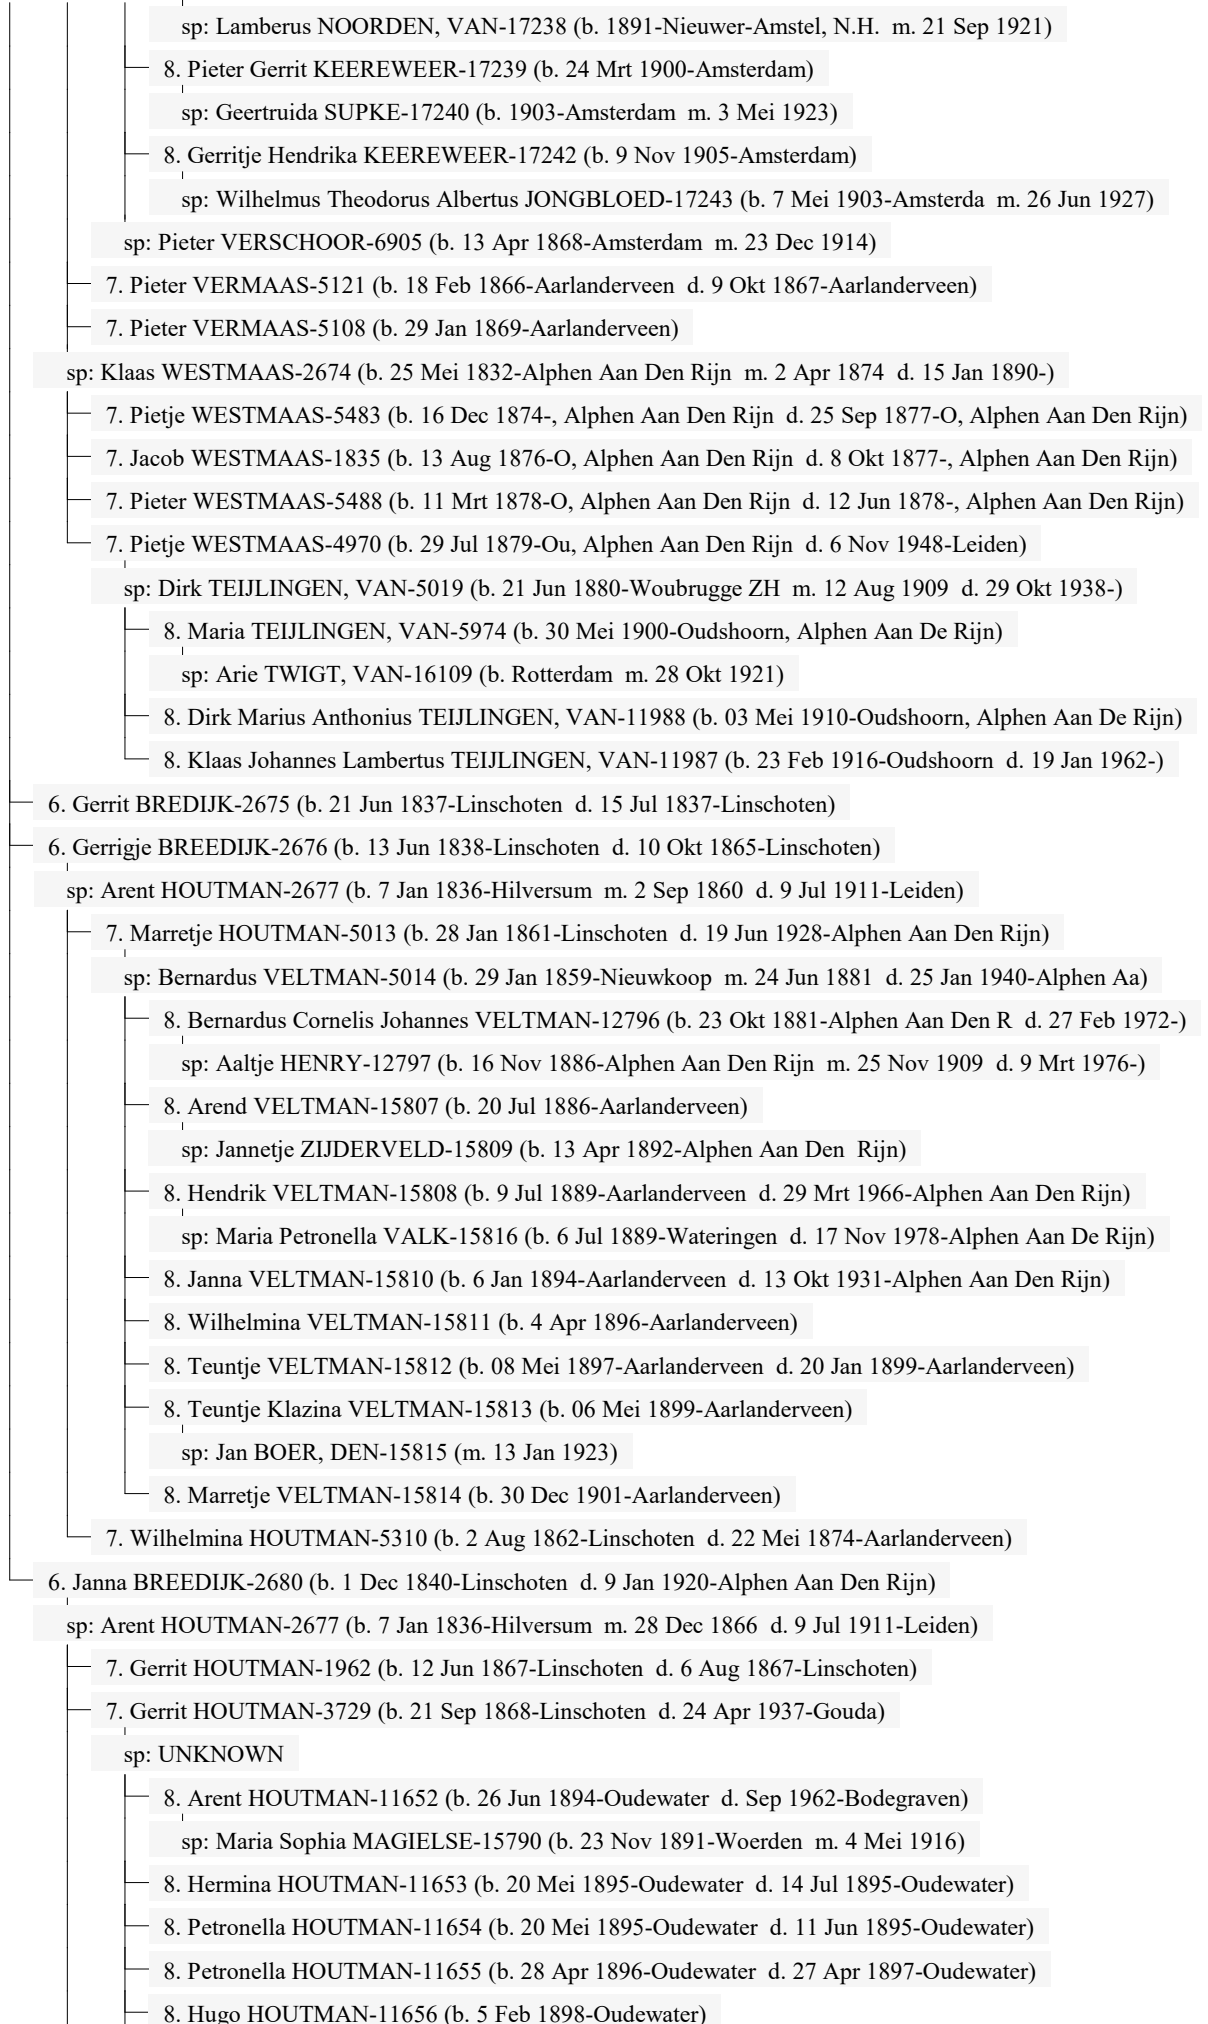 sp: Lamberus NOORDEN, VAN-17238 (b. 1891-Nieuwer-Amstel, N.H. m. 21 Sep 1921)
8. Pieter Gerrit KEEREWEER-17239 (b. 24 Mrt 1900-Amsterdam)
sp: Geertruida SUPKE-17240 (b. 1903-Amsterdam m. 3 Mei 1923)
8. Gerritje Hendrika KEEREWEER-17242 (b. 9 Nov 1905-Amsterdam)
sp: Wilhelmus Theodorus Albertus JONGBLOED-17243 (b. 7 Mei 1903-Amsterda m. 26 Jun 1927)
sp: Pieter VERSCHOOR-6905 (b. 13 Apr 1868-Amsterdam m. 23 Dec 1914)
7. Pieter VERMAAS-5121 (b. 18 Feb 1866-Aarlanderveen d. 9 Okt 1867-Aarlanderveen)
7. Pieter VERMAAS-5108 (b. 29 Jan 1869-Aarlanderveen)
sp: Klaas WESTMAAS-2674 (b. 25 Mei 1832-Alphen Aan Den Rijn m. 2 Apr 1874 d. 15 Jan 1890-)
7. Pietje WESTMAAS-5483 (b. 16 Dec 1874-, Alphen Aan Den Rijn d. 25 Sep 1877-O, Alphen Aan Den Rijn)
7. Jacob WESTMAAS-1835 (b. 13 Aug 1876-O, Alphen Aan Den Rijn d. 8 Okt 1877-, Alphen Aan Den Rijn)
7. Pieter WESTMAAS-5488 (b. 11 Mrt 1878-O, Alphen Aan Den Rijn d. 12 Jun 1878-, Alphen Aan Den Rijn)
7. Pietje WESTMAAS-4970 (b. 29 Jul 1879-Ou, Alphen Aan Den Rijn d. 6 Nov 1948-Leiden)
sp: Dirk TEIJLINGEN, VAN-5019 (b. 21 Jun 1880-Woubrugge ZH m. 12 Aug 1909 d. 29 Okt 1938-)
8. Maria TEIJLINGEN, VAN-5974 (b. 30 Mei 1900-Oudshoorn, Alphen Aan De Rijn)
sp: Arie TWIGT, VAN-16109 (b. Rotterdam m. 28 Okt 1921)
8. Dirk Marius Anthonius TEIJLINGEN, VAN-11988 (b. 03 Mei 1910-Oudshoorn, Alphen Aan De Rijn)
8. Klaas Johannes Lambertus TEIJLINGEN, VAN-11987 (b. 23 Feb 1916-Oudshoorn d. 19 Jan 1962-)
6. Gerrit BREDIJK-2675 (b. 21 Jun 1837-Linschoten d. 15 Jul 1837-Linschoten)
6. Gerrigje BREEDIJK-2676 (b. 13 Jun 1838-Linschoten d. 10 Okt 1865-Linschoten)
sp: Arent HOUTMAN-2677 (b. 7 Jan 1836-Hilversum m. 2 Sep 1860 d. 9 Jul 1911-Leiden)
7. Marretje HOUTMAN-5013 (b. 28 Jan 1861-Linschoten d. 19 Jun 1928-Alphen Aan Den Rijn)
sp: Bernardus VELTMAN-5014 (b. 29 Jan 1859-Nieuwkoop m. 24 Jun 1881 d. 25 Jan 1940-Alphen Aa)
8. Bernardus Cornelis Johannes VELTMAN-12796 (b. 23 Okt 1881-Alphen Aan Den R d. 27 Feb 1972-)
sp: Aaltje HENRY-12797 (b. 16 Nov 1886-Alphen Aan Den Rijn m. 25 Nov 1909 d. 9 Mrt 1976-)
8. Arend VELTMAN-15807 (b. 20 Jul 1886-Aarlanderveen)
sp: Jannetje ZIJDERVELD-15809 (b. 13 Apr 1892-Alphen Aan Den Rijn)
8. Hendrik VELTMAN-15808 (b. 9 Jul 1889-Aarlanderveen d. 29 Mrt 1966-Alphen Aan Den Rijn)
sp: Maria Petronella VALK-15816 (b. 6 Jul 1889-Wateringen d. 17 Nov 1978-Alphen Aan De Rijn)
8. Janna VELTMAN-15810 (b. 6 Jan 1894-Aarlanderveen d. 13 Okt 1931-Alphen Aan Den Rijn)
8. Wilhelmina VELTMAN-15811 (b. 4 Apr 1896-Aarlanderveen)
8. Teuntje VELTMAN-15812 (b. 08 Mei 1897-Aarlanderveen d. 20 Jan 1899-Aarlanderveen)
8. Teuntje Klazina VELTMAN-15813 (b. 06 Mei 1899-Aarlanderveen)
sp: Jan BOER, DEN-15815 (m. 13 Jan 1923)
8. Marretje VELTMAN-15814 (b. 30 Dec 1901-Aarlanderveen)
7. Wilhelmina HOUTMAN-5310 (b. 2 Aug 1862-Linschoten d. 22 Mei 1874-Aarlanderveen)
6. Janna BREEDIJK-2680 (b. 1 Dec 1840-Linschoten d. 9 Jan 1920-Alphen Aan Den Rijn)
sp: Arent HOUTMAN-2677 (b. 7 Jan 1836-Hilversum m. 28 Dec 1866 d. 9 Jul 1911-Leiden)
7. Gerrit HOUTMAN-1962 (b. 12 Jun 1867-Linschoten d. 6 Aug 1867-Linschoten)
7. Gerrit HOUTMAN-3729 (b. 21 Sep 1868-Linschoten d. 24 Apr 1937-Gouda)
sp: UNKNOWN
8. Arent HOUTMAN-11652 (b. 26 Jun 1894-Oudewater d. Sep 1962-Bodegraven)
sp: Maria Sophia MAGIELSE-15790 (b. 23 Nov 1891-Woerden m. 4 Mei 1916)
8. Hermina HOUTMAN-11653 (b. 20 Mei 1895-Oudewater d. 14 Jul 1895-Oudewater)
8. Petronella HOUTMAN-11654 (b. 20 Mei 1895-Oudewater d. 11 Jun 1895-Oudewater)
8. Petronella HOUTMAN-11655 (b. 28 Apr 1896-Oudewater d. 27 Apr 1897-Oudewater)
8. Hugo HOUTMAN-11656 (b. 5 Feb 1898-Oudewater)